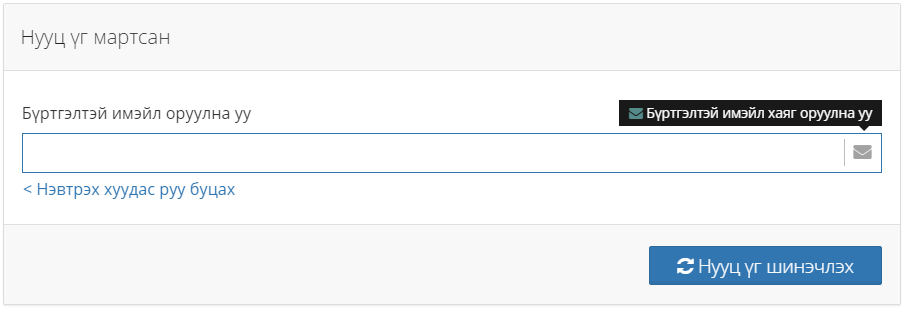 Нууц үг мартсан
Бүртгэлтэй имэйл оруулна уу
Бүртгэлтэй имэйл хаяг оруулна уу
< Нэвтрэх хуудас руу буцах
Нууц үг шинэчлэх